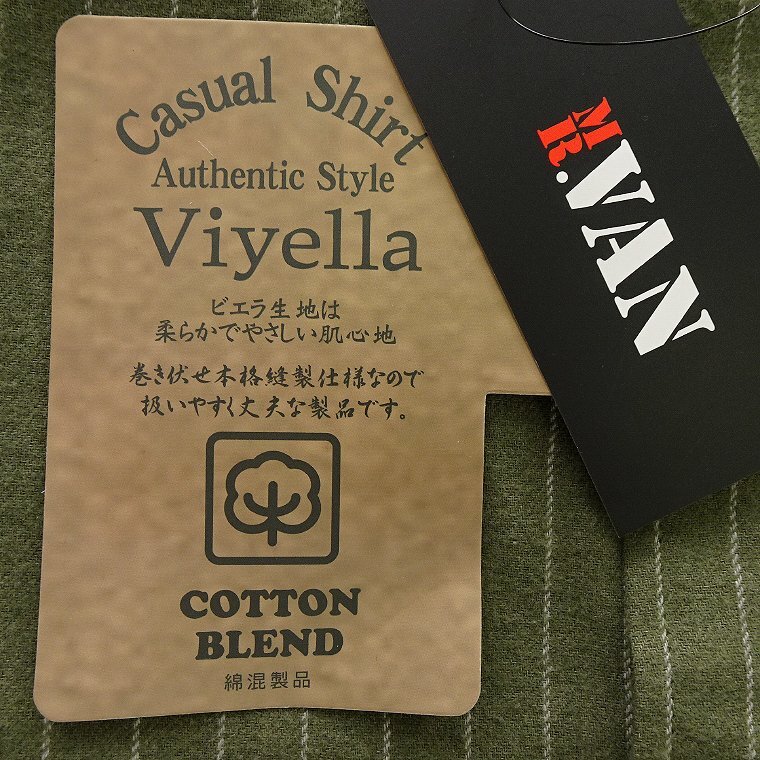 Casual Shirt
Authentic Style
Viyella
ビエラ生地は
柔らかでやさしい肌心地
巻き伏せ本格縫製仕様なので
扱いやすく丈夫な製品です。
COTTON
BLEND
綿混製品
MR.VAN